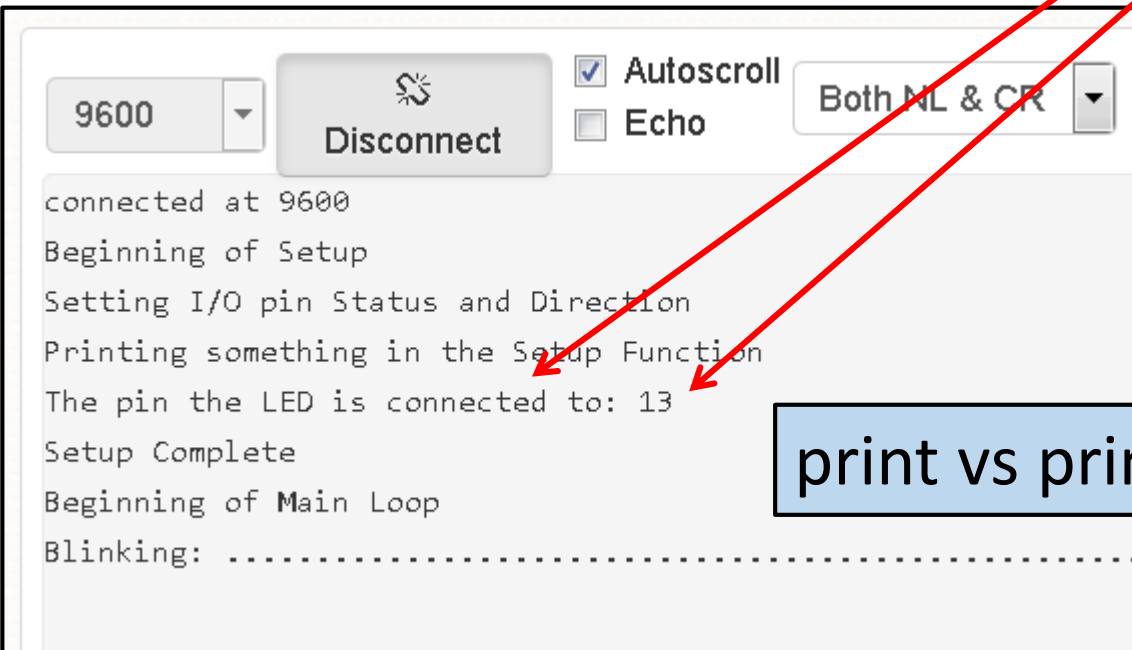 9600
Disconnect
Autoscroll
Echo
Both NL & CR
connected at 9600
Beginning of Setup
Setting I/O pin Status and Direction
Printing something in the Setup Function
The pin the LED is connected to: 13
Setup Complete
Beginning of Main Loop
Blinking: ..................................................
print vs